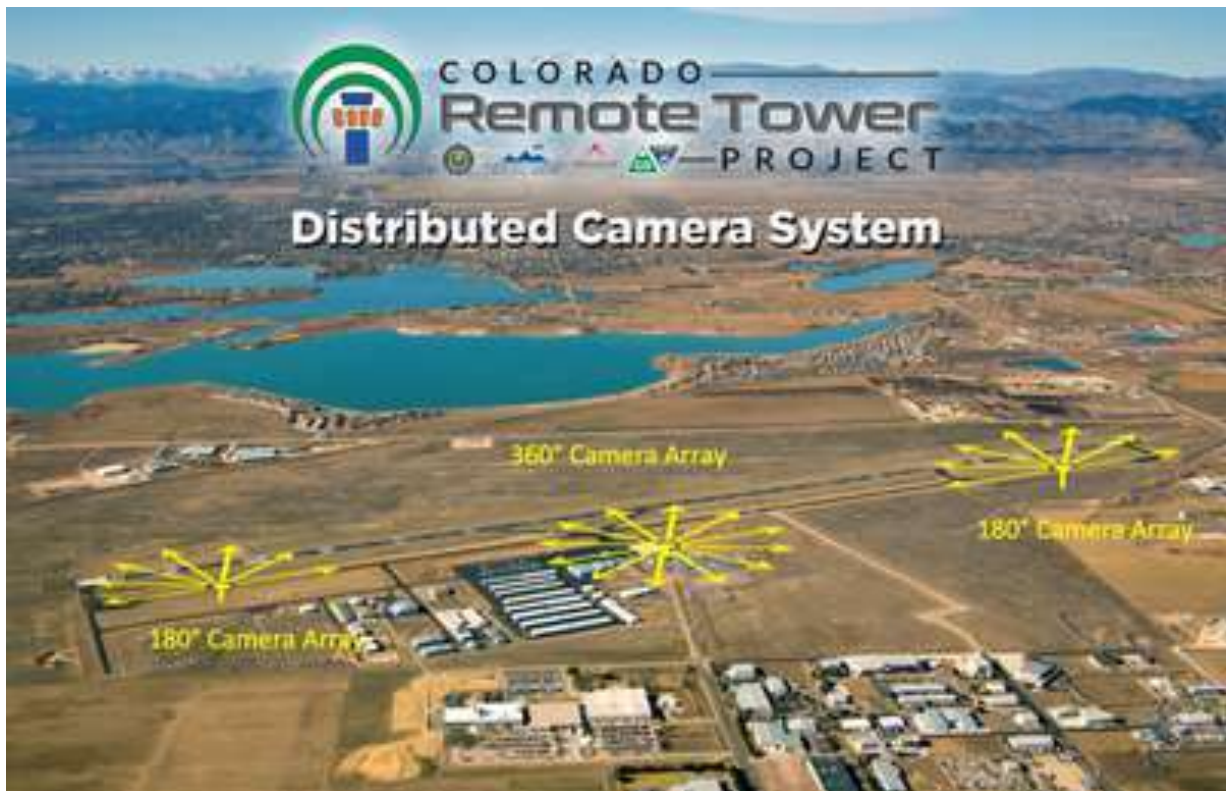 COLORADO
Remote Tower
PROJECT
Distributed Camera System
360° Camera Array
180° Camera Array
180° Camera Array